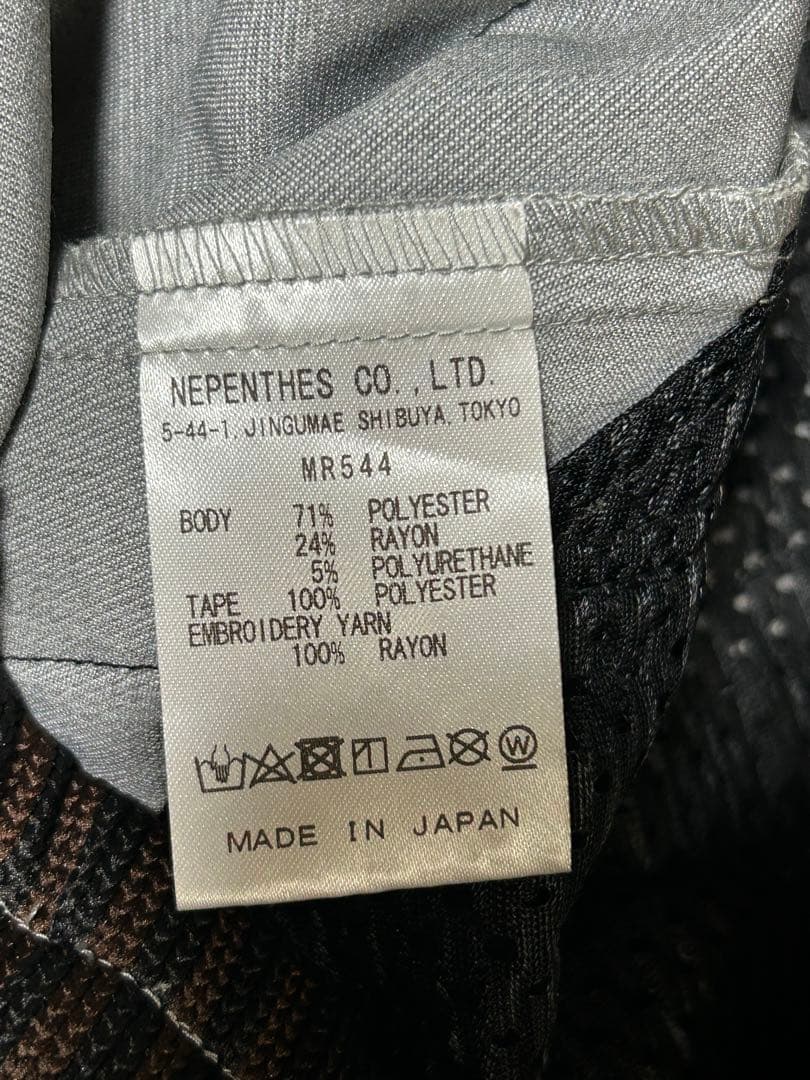 NEPENTHES CO.,LTD.
5-44-1, JINGUMAE SHIBUYA, TOKYO
MR544
BODY 71% POLYESTER
24% RAYON
5% POLYURETHANE
TAPE 100% POLYESTER
EMBROIDERY YARN
100% RAYON
W
MADE IN JAPAN